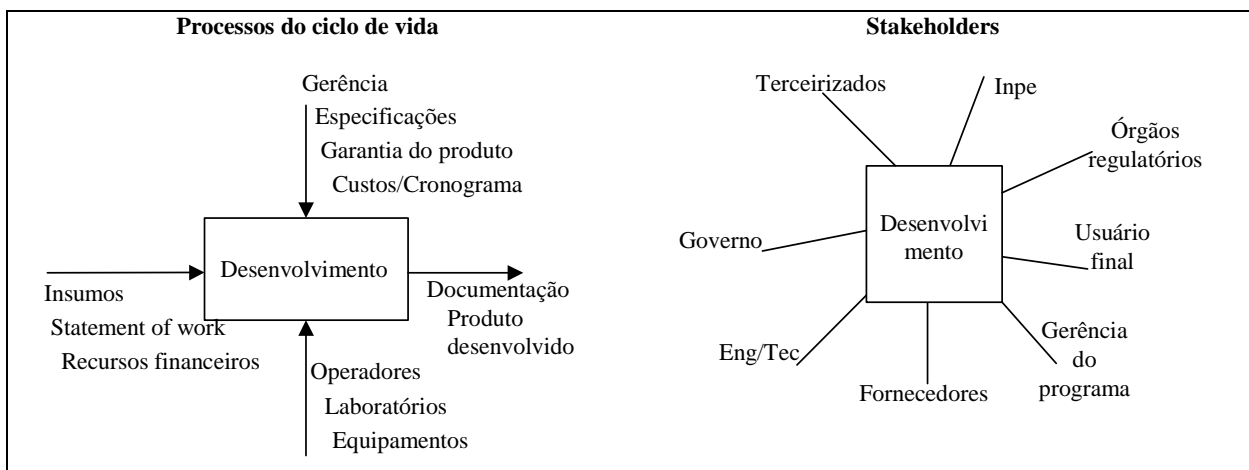 Processos do ciclo de vida
Gerência
Especificações
Garantia do produto
Custos/Cronograma
Desenvolvimento
Insumos
Statement of work
Recursos financeiros
Documentação
Produto
desenvolvido
Operadores
Laboratórios
Equipamentos
Stakeholders
Terceirizados
Inpe
Órgãos
regulatórios
Desenvolvi
mento
Governo
Usuário
final
Eng/Tec
Fornecedores
Gerência
do
programa